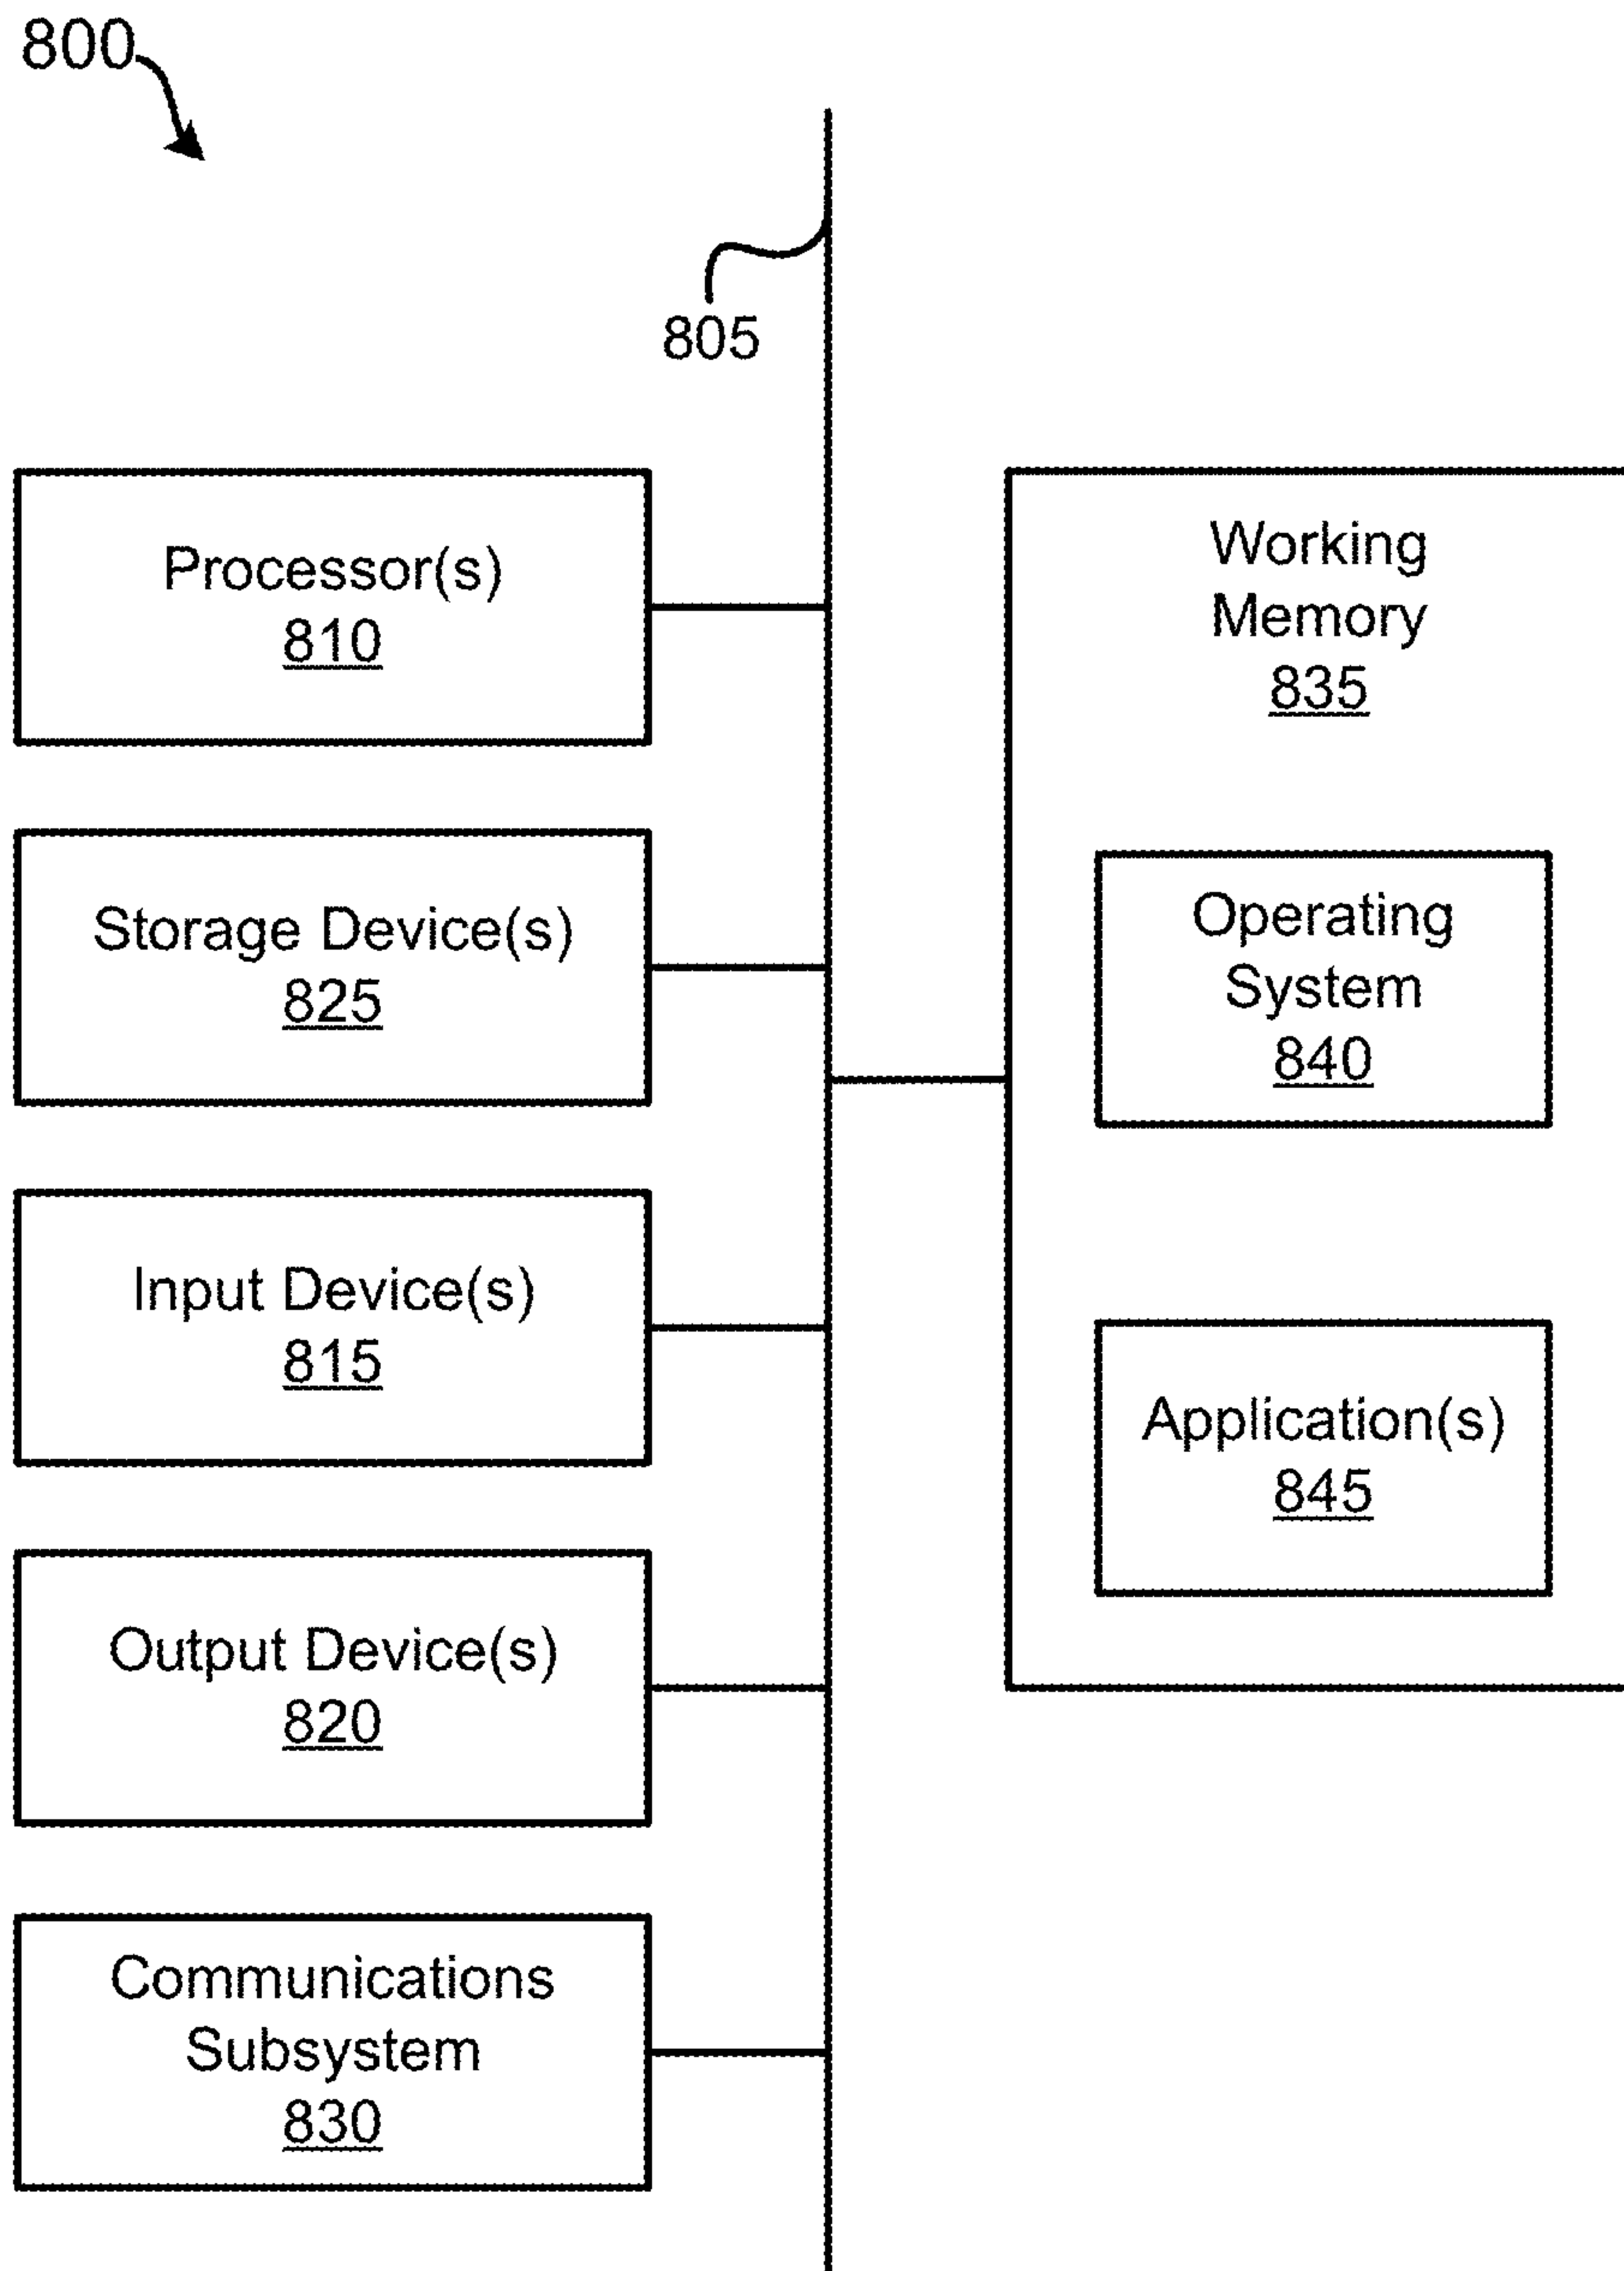 800
805
Processor(s)
810
Storage Device(s)
825
Input Device(s)
815
Output Device(s)
820
Communications
Subsystem
830
Working
Memory
835
Operating
System
840
Application(s)
845